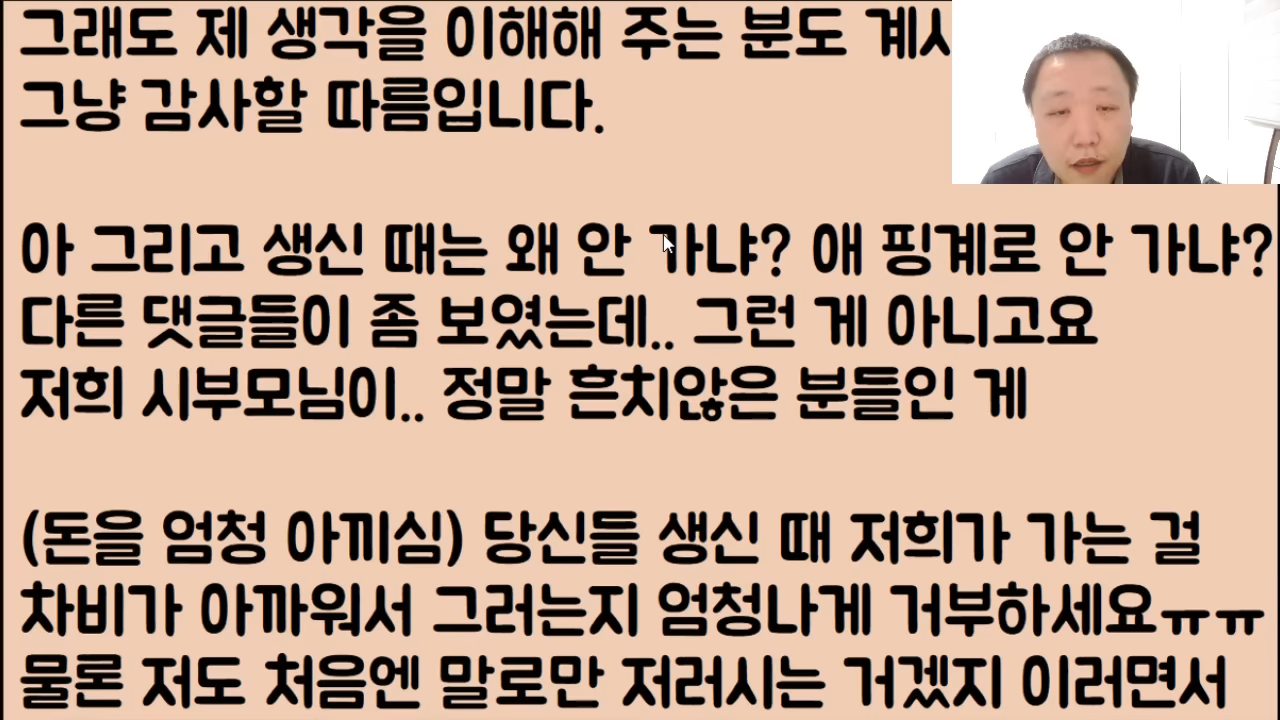 그래도 제 생각을 이해해 주는 분도
그냥 감사할 따름입니다.
아 그리고 생신 때는 왜 안 가냐? 애 핑계로 안 가냐?
다른 댓글들이 좀 보였는데.. 그런 게 아니고요
저희 시부모님이.. 정말 흔치않은 분들인 게
(돈을 엄청 아끼심) 당신들 생신 때 저희가 가는 걸
차비가 아까워서 그러는지 엄청나게 거부하세요ㅠㅠ
물론 저도 처음엔 말로만 저러시는 거겠지 이러면서